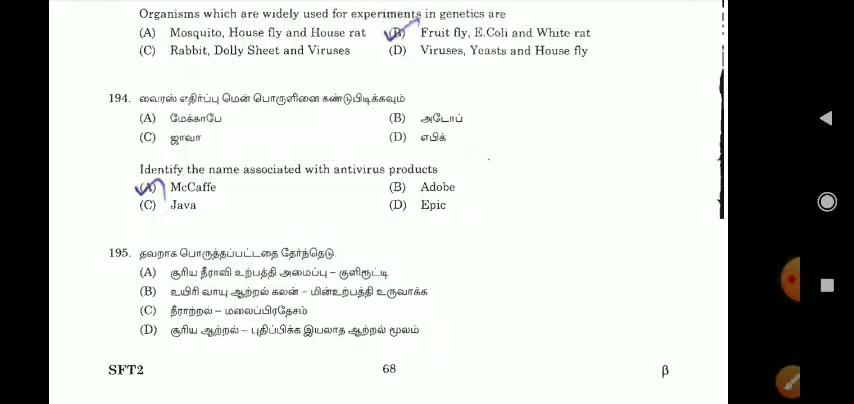 Organisms which are widely used for experiments in genetics are
(A) Mosquito, House fly and House rat (B) Fruit fly, E.Coli and White rat
(C) Rabbit, Dolly Sheet and Viruses (D) Viruses, Yeasts and House fly
194. வைரஸ் எதிர்ப்பு மென் பொருளினை கண்டுபிடிக்கவும்
(A) மேக்காபே (B) அடோப்
(C) ஜாவா (D) எபிக்
Identify the name associated with antivirus products
(A) McCaffe (B) Adobe
(C) Java (D) Epic
195. தவறாக பொருத்தப்பட்டதை தேர்ந்தெடு.
(A) சூரிய நீராவி உற்பத்தி அமைப்பு – குளிரூட்டி
(B) உயிரி வாயு ஆற்றல் கலன் – மின்உற்பத்தி உருவாக்க
(C) நீராற்றல் – மலைப்பிரதேசம்
(D) சூரிய ஆற்றல் – புதிப்பிக்க இயலாத ஆற்றல் மூலம்
SFT2 68 β